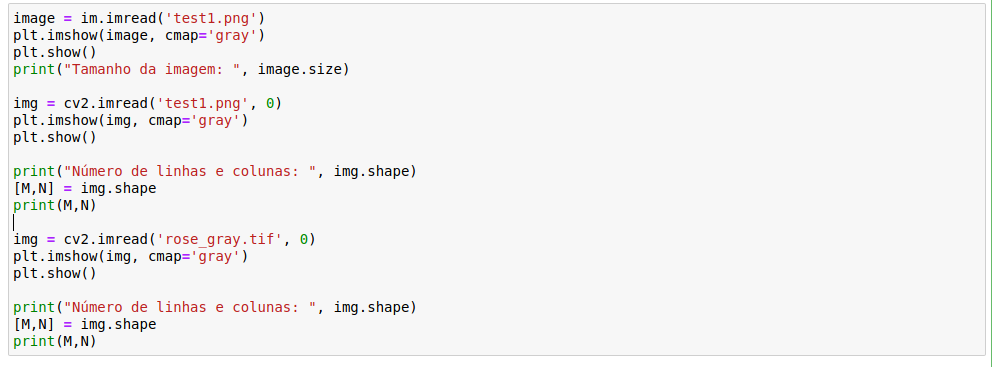 image = im.imread('test1.png')
plt.imshow(image, cmap='gray')
plt.show()
print("Tamanho da imagem: ", image.size)
img = cv2.imread('test1.png', 0)
plt.imshow(img, cmap='gray')
plt.show()
print("Número de linhas e colunas: ", img.shape)
[M,N] = img.shape
print(M,N)
img = cv2.imread('rose_gray.tif', 0)
plt.imshow(img, cmap='gray')
plt.show()
print("Número de linhas e colunas: ", img.shape)
[M,N] = img.shape
print(M,N)